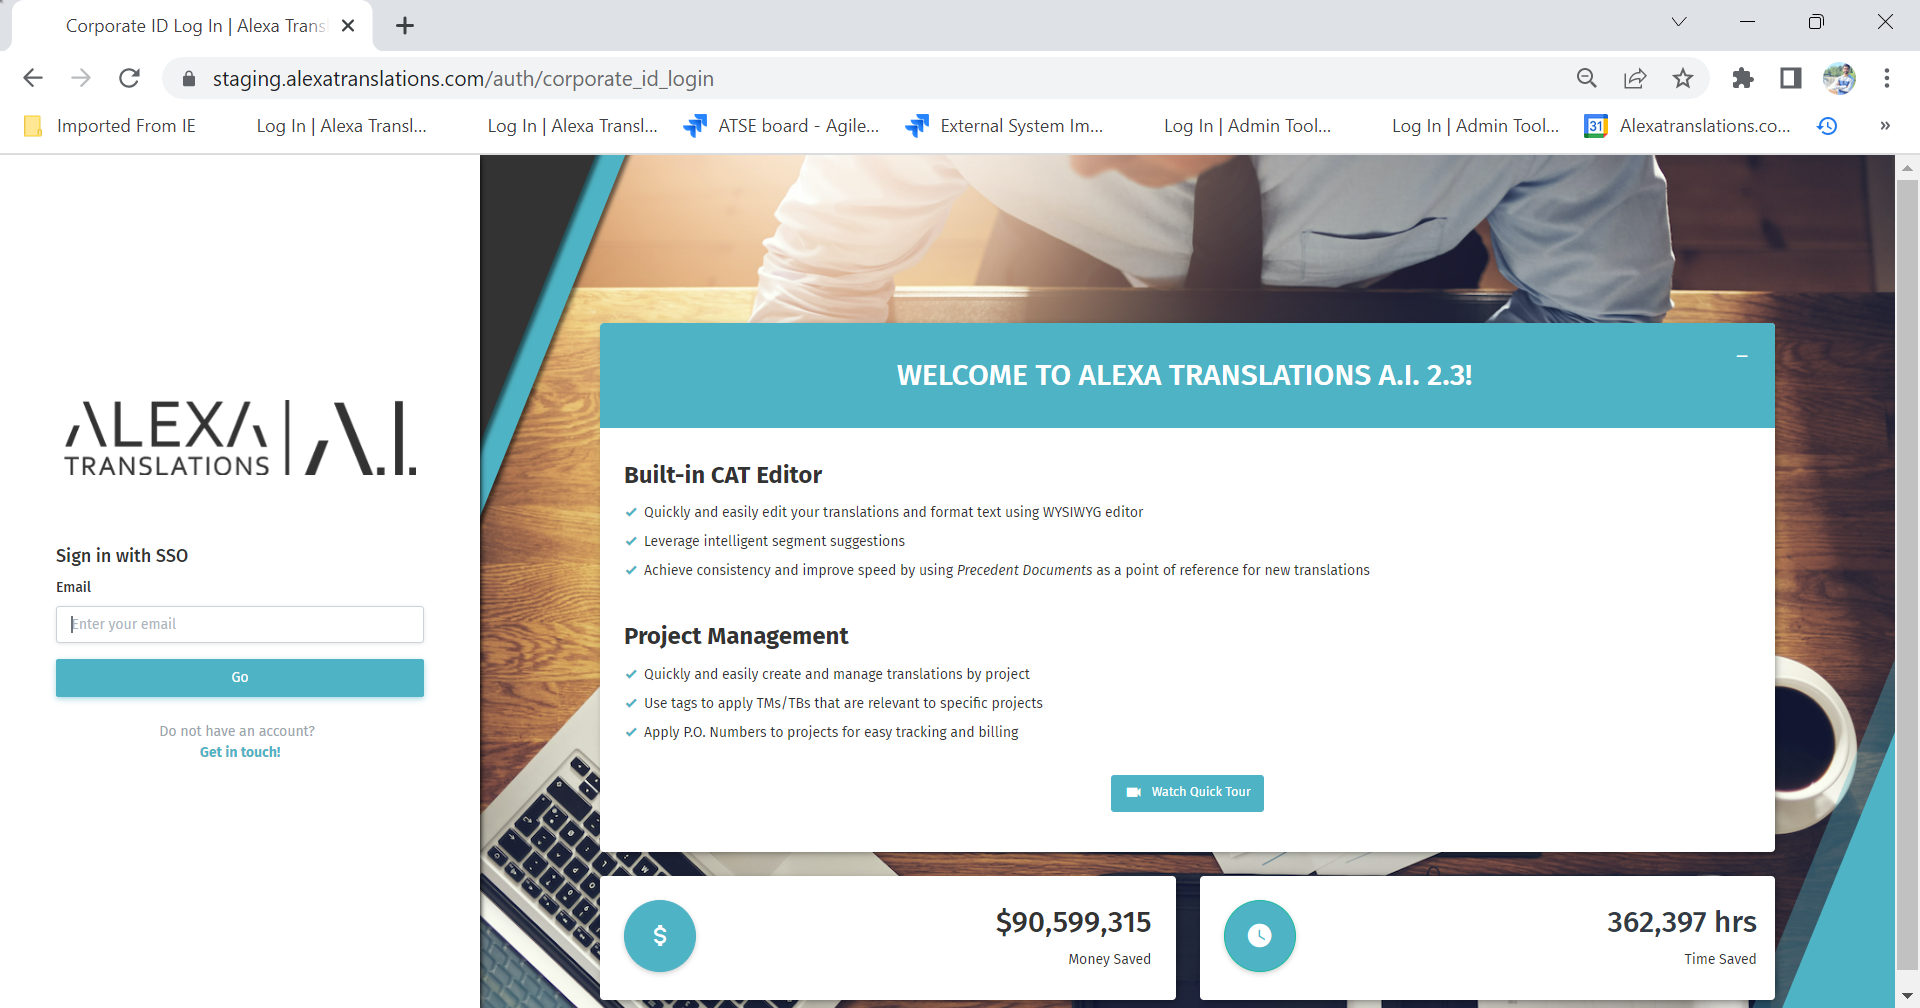 Corporate ID Log In | Alexa Trans
staging.alexatranslations.com/auth/corporate_id_login
Imported From IE
Log In | Alexa Transl...
Log In | Alexa Transl...
ATSE board - Agile...
External System Im...
Log In | Admin Tool...
Log In | Admin Tool...
31
Alexatranslations.co...
»
ALEXA
TRANSLATIONS
A.I.
Sign in with SSO
Email
Enter your email
Go
Do not have an account?
Get in touch!
WELCOME TO ALEXA TRANSLATIONS A.I. 2.3!
Built-in CAT Editor
Quickly and easily edit your translations and format text using WYSIWYG editor
Leverage intelligent segment suggestions
Achieve consistency and improve speed by using Precedent Documents as a point of reference for new translations
Project Management
Quickly and easily create and manage translations by project
Use tags to apply TMs/TBs that are relevant to specific projects
Apply P.O. Numbers to projects for easy tracking and billing
Watch Quick Tour
$
$90,599,315
Money Saved
362,397 hrs
Time Saved